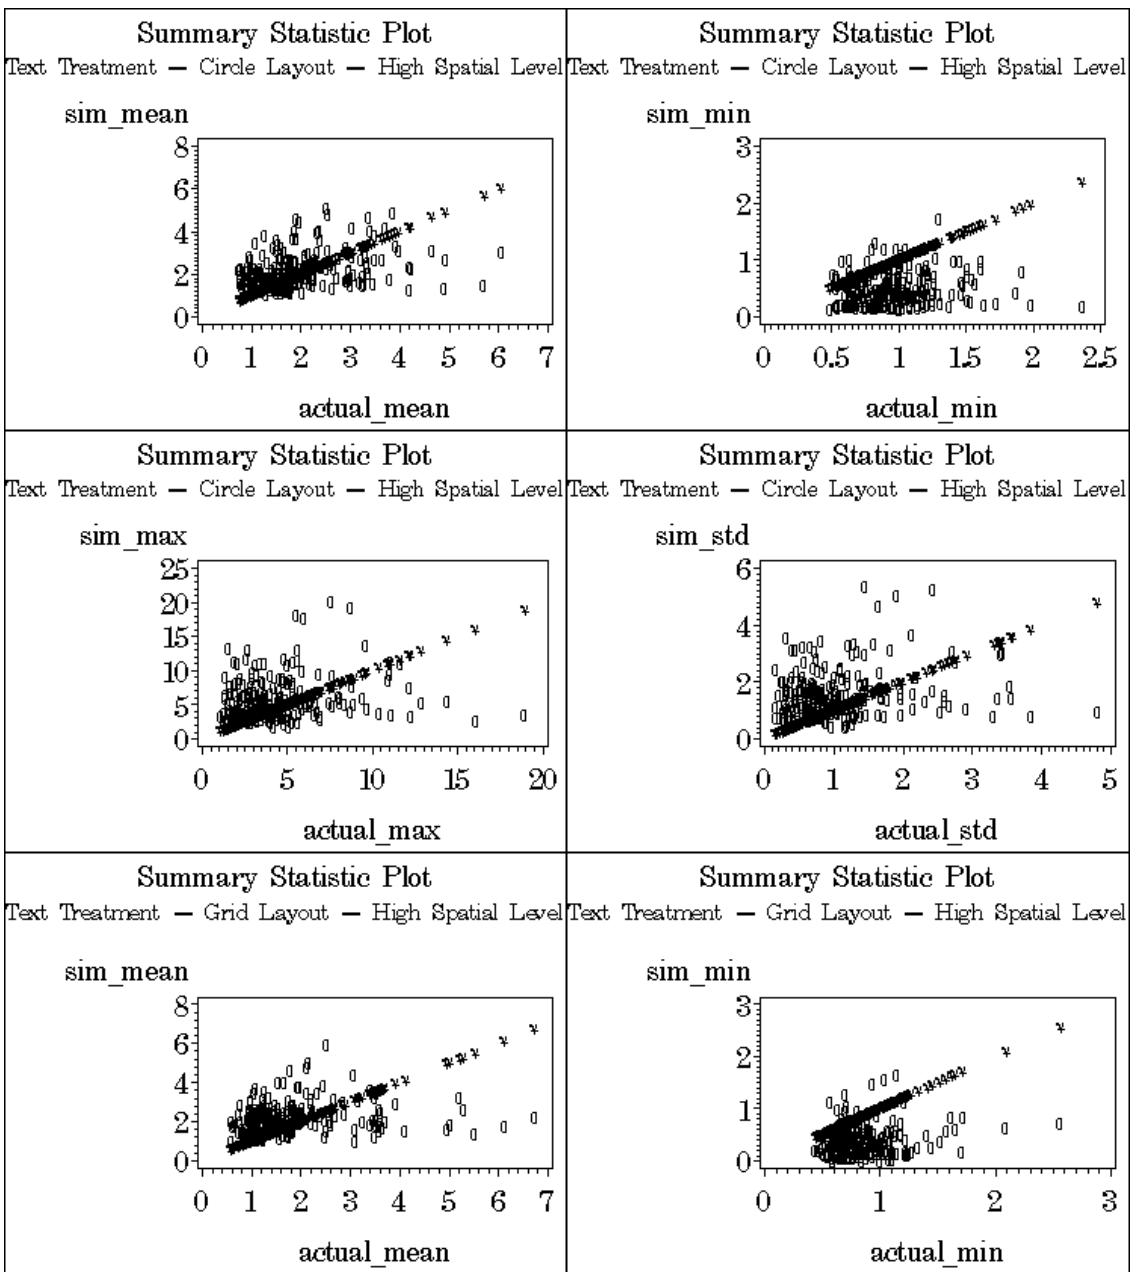 Summary Statistic Plot
Text Treatment — Circle Layout — High Spatial Level
sim_mean
8
6
4
2
0
0 1 2 3 4 5 6 7
actual_mean
Summary Statistic Plot
Text Treatment — Circle Layout — High Spatial Level
sim_min
3
2
1
0
0 0.5 1 1.5 2 2.5
actual_min
Summary Statistic Plot
Text Treatment — Circle Layout — High Spatial Level
sim_max
25
20
15
10
5
0
0 5 10 15 20
actual_max
Summary Statistic Plot
Text Treatment — Circle Layout — High Spatial Level
sim_std
6
4
2
0
0 1 2 3 4 5
actual_std
Summary Statistic Plot
Text Treatment — Grid Layout — High Spatial Level
sim_mean
8
6
4
2
0
0 1 2 3 4 5 6 7
actual_mean
Summary Statistic Plot
Text Treatment — Grid Layout — High Spatial Level
sim_min
3
2
1
0
0 1 2 3
actual_min